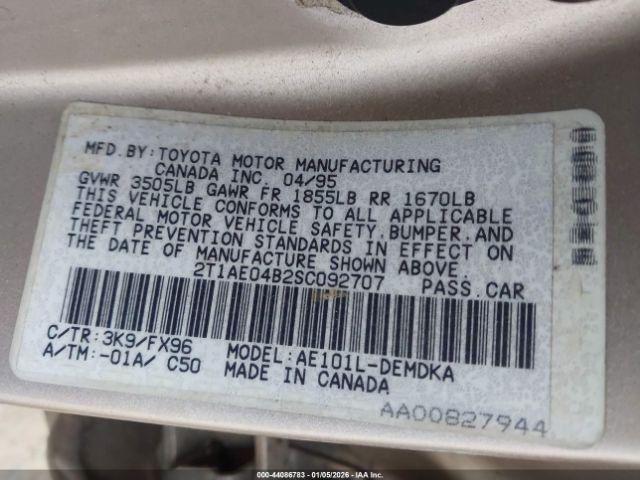 MFD.BY:TOYOTA MOTOR MANUFACTURING
CANADA INC. 04/95
GVWR 3505LB GAWR FR 1855LB RR 1670LB
THIS VEHICLE CONFORMS TO ALL APPLICABLE
FEDERAL MOTOR VEHICLE SAFETY,BUMPER,AND
THEFT PREVENTION STANDARDS IN EFFECT ON
THE DATE OF MANUFACTURE SHOWN ABOVE.
2T1AE04B2SC092707 PASS.CAR
C/TR:3K9/FX96 MODEL:AE101L-DEMDKA
A/TM:-01A/ C50 MADE IN CANADA
AA00827944
000-44086783 - 01/05/2026 - IAA Inc.